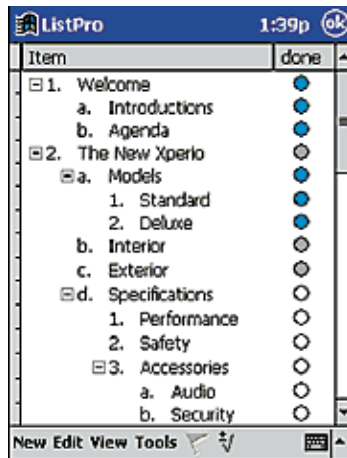 ListPro 1:39p ok
Item done
1. Welcome
a. Introductions
b. Agenda
2. The New Xperio
a. Models
1. Standard
2. Deluxe
b. Interior
c. Exterior
d. Specifications
1. Performance
2. Safety
3. Accessories
a. Audio
b. Security
New Edit View Tools